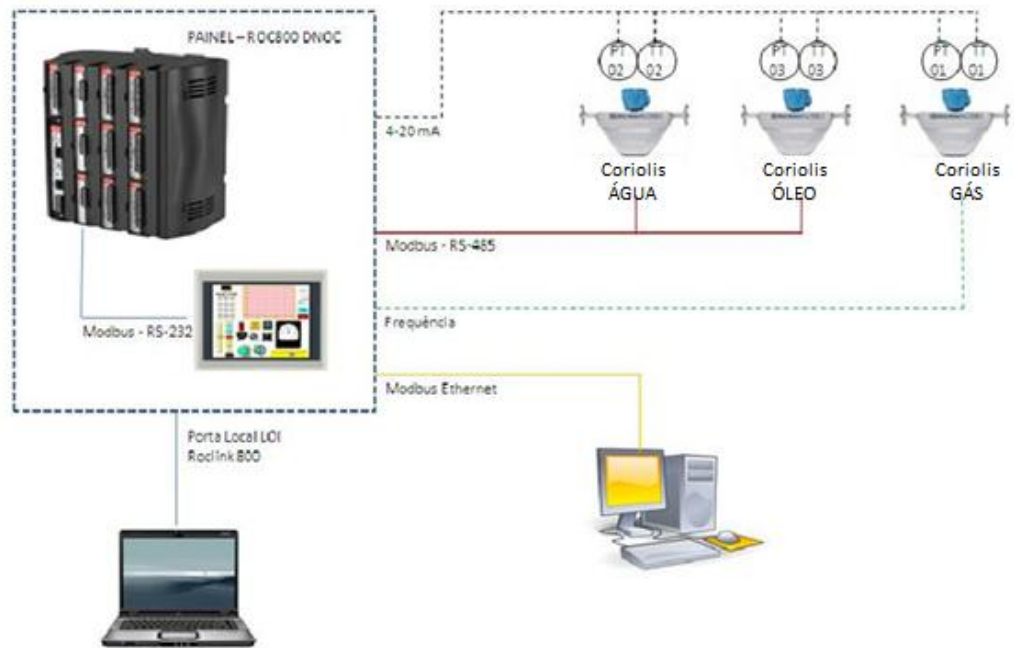 PAINEL – ROC800 DNOC
PT 02
TT 02
PT 03
TT 03
PT 01
TT 01
4-20 mA
Coriolis
ÁGUA
Coriolis
ÓLEO
Coriolis
GÁS
Modbus - RS-485
Modbus - RS-232
Frequência
Modbus Ethernet
Porta Local LOI
Roclink 800